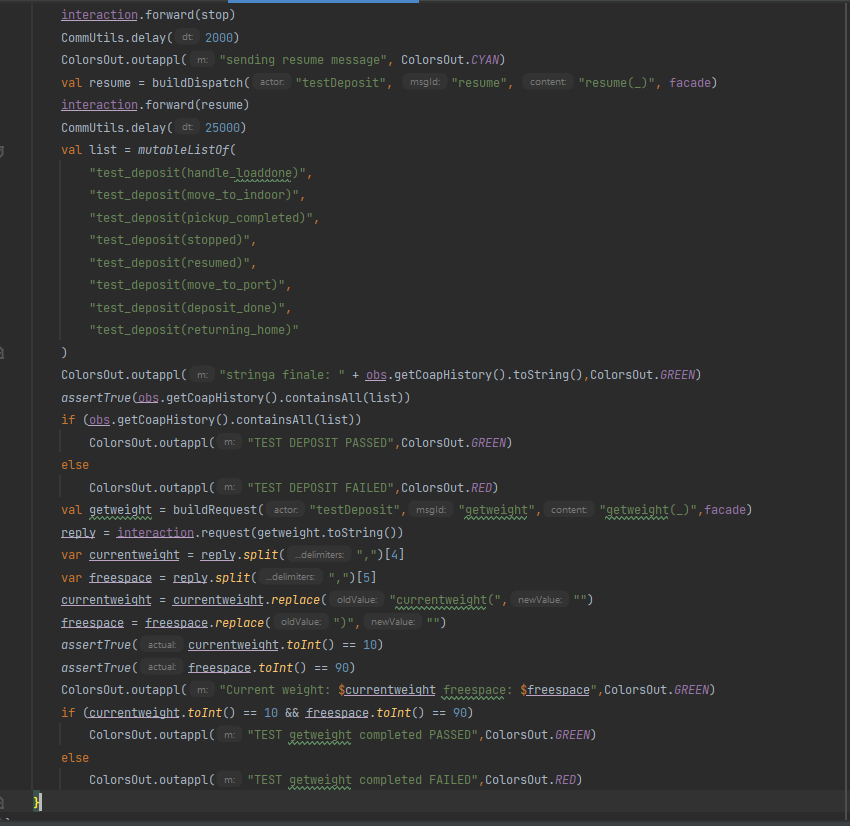 interaction.forward(stop)
CommUtils.delay( dt: 2000)
ColorsOut.outappl( m: "sending resume message", ColorsOut.CYAN)
val resume = buildDispatch( actor: "testDeposit", msgId: "resume", content: "resume(_)", facade)
interaction.forward(resume)
CommUtils.delay( dt: 25000)
val list = mutableListOf(
"test_deposit(handle_loaddone)",
"test_deposit(move_to_indoor)",
"test_deposit(pickup_completed)",
"test_deposit(stopped)",
"test_deposit(resumed)",
"test_deposit(move_to_port)",
"test_deposit(deposit_done)",
"test_deposit(returning_home)"
)
ColorsOut.outappl( m: "stringa finale: " + obs.getCoapHistory().toString(),ColorsOut.GREEN)
assertTrue(obs.getCoapHistory().containsAll(list))
if (obs.getCoapHistory().containsAll(list))
ColorsOut.outappl( m: "TEST DEPOSIT PASSED",ColorsOut.GREEN)
else
ColorsOut.outappl( m: "TEST DEPOSIT FAILED",ColorsOut.RED)
val getweight = buildRequest( actor: "testDeposit", msgId: "getweight", content: "getweight(_)",facade)
reply = interaction.request(getweight.toString())
var currentweight = reply.split( ...delimiters: ",")[4]
var freespace = reply.split( ...delimiters: ",")[5]
currentweight = currentweight.replace( oldValue: "currentweight(", newValue: "")
freespace = freespace.replace( oldValue: ")", newValue: "")
assertTrue( actual: currentweight.toInt() == 10)
assertTrue( actual: freespace.toInt() == 90)
ColorsOut.outappl( m: "Current weight: $currentweight freespace: $freespace",ColorsOut.GREEN)
if (currentweight.toInt() == 10 && freespace.toInt() == 90)
ColorsOut.outappl( m: "TEST getweight completed PASSED",ColorsOut.GREEN)
else
ColorsOut.outappl( m: "TEST getweight completed FAILED",ColorsOut.RED)
}